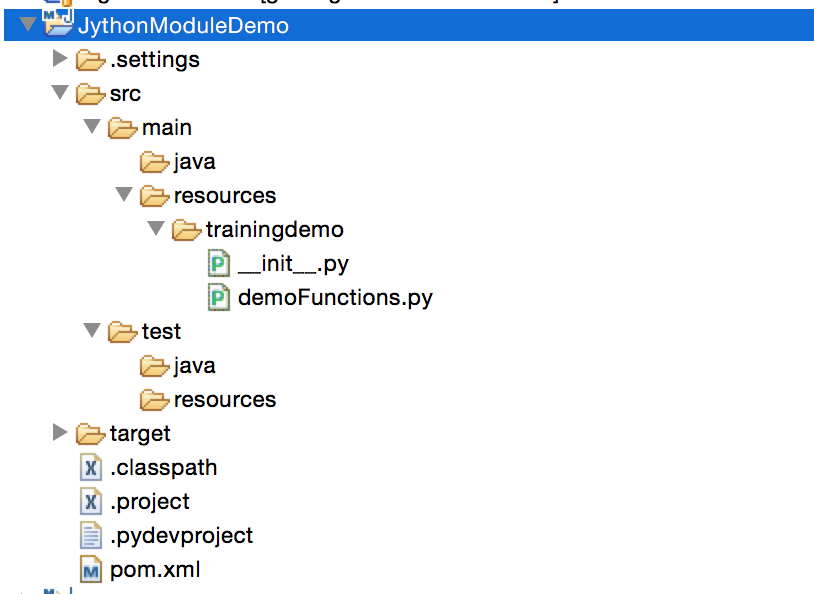 JythonModuleDemo
.settings
src
main
java
resources
trainingdemo
__init__.py
demoFunctions.py
test
java
resources
target
.classpath
.project
.pydevproject
pom.xml